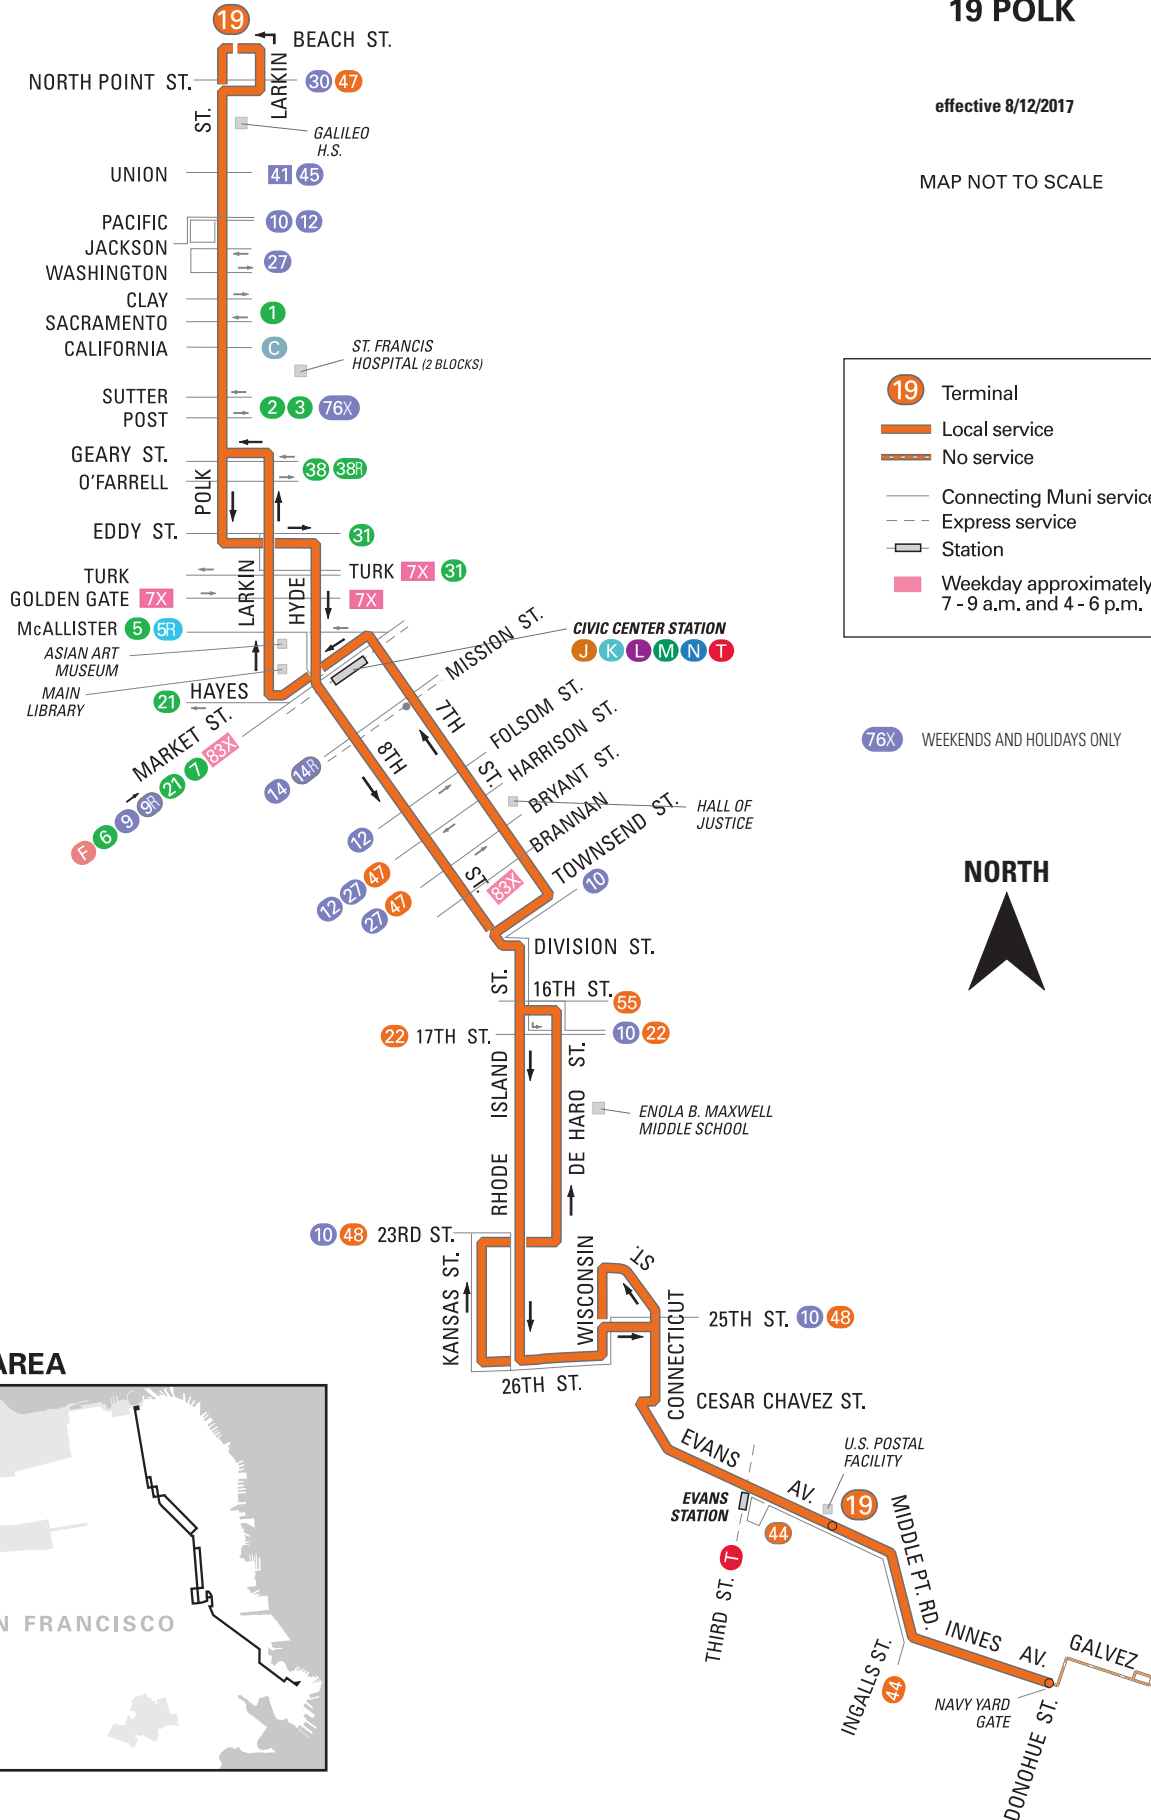 19 POLK
effective 8/12/2017
MAP NOT TO SCALE
19
BEACH ST.
NORTH POINT ST.
LARKIN
30 47
ST.
GALILEO
H.S.
UNION
41 45
PACIFIC
10 12
JACKSON
WASHINGTON
27
CLAY
SACRAMENTO
1
CALIFORNIA
C
ST. FRANCIS
HOSPITAL (2 BLOCKS)
SUTTER
POST
2 3 76X
GEARY ST.
O'FARRELL
38 38R
POLK
EDDY ST.
31
TURK
TURK 7X 31
LARKIN
HYDE
GOLDEN GATE 7X
7X
McALLISTER 5 5R
ASIAN ART
MUSEUM
MAIN
LIBRARY
21 HAYES
MARKET ST.
F 6 9 9R 21 7 83X
CIVIC CENTER STATION
J K L M N T
MISSION ST.
14 14R
7TH
ST.
8TH
ST.
FOLSOM ST.
12
HARRISON ST.
12 27 47
BRYANT ST.
27 47
BRANNAN
83X
TOWNSEND ST.
10
HALL OF
JUSTICE
19 Terminal
Local service
No service
Connecting Muni service
Express service
Station
Weekday approximately
7 - 9 a.m. and 4 - 6 p.m.
76X WEEKENDS AND HOLIDAYS ONLY
NORTH
DIVISION ST.
ST.
16TH ST. 55
22 17TH ST.
10 22
ISLAND
RHODE
DE HARO
ST.
ENOLA B. MAXWELL
MIDDLE SCHOOL
10 48 23RD ST.
KANSAS ST.
WISCONSIN
ST.
CONNECTICUT
25TH ST. 10 48
26TH ST.
CESAR CHAVEZ ST.
EVANS
AV.
U.S. POSTAL
FACILITY
19
EVANS
STATION
44
THIRD ST. T
MIDDLE PT. RD.
INNES
AV.
GALVEZ
INGALLS ST.
44
NAVY YARD
GATE
DONOHUE ST.
AREA
N FRANCISCO